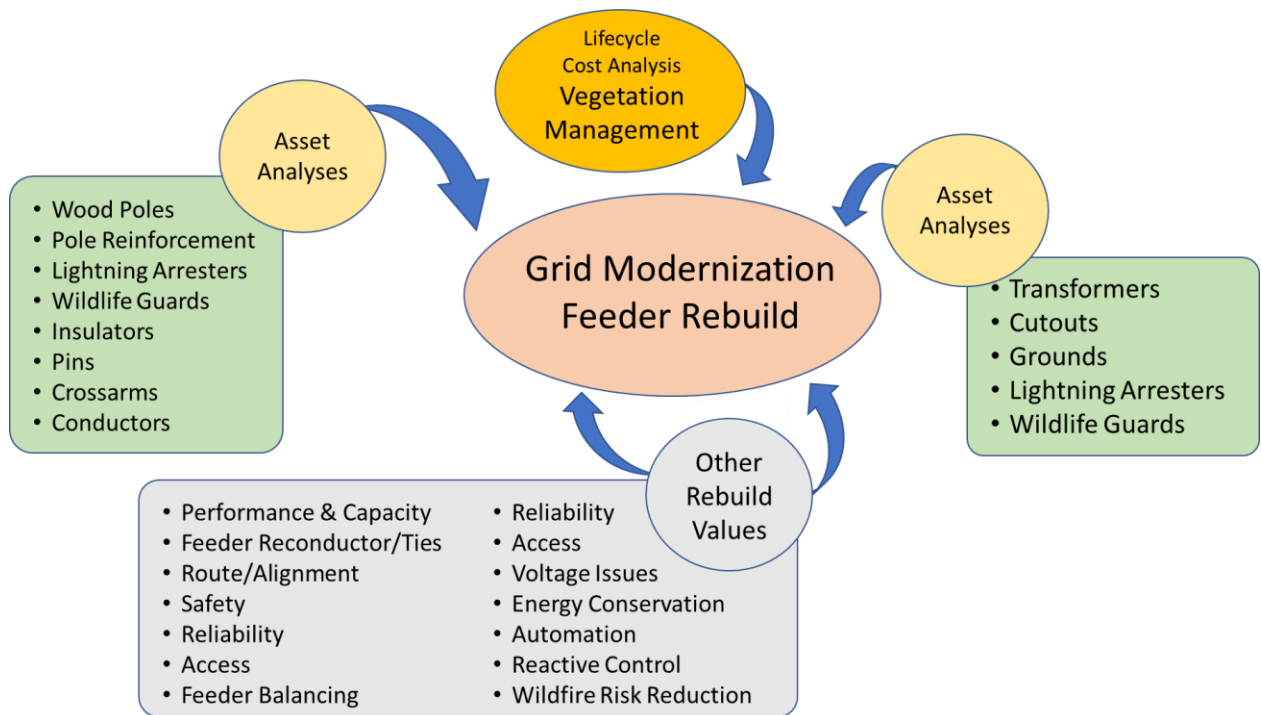 Lifecycle
Cost Analysis
Vegetation
Management
Asset
Analyses
• Wood Poles
• Pole Reinforcement
• Lightning Arresters
• Wildlife Guards
• Insulators
• Pins
• Crossarms
• Conductors
Grid Modernization
Feeder Rebuild
Asset
Analyses
• Transformers
• Cutouts
• Grounds
• Lightning Arresters
• Wildlife Guards
Other
Rebuild
Values
• Performance & Capacity
• Feeder Reconductor/Ties
• Route/Alignment
• Safety
• Reliability
• Access
• Feeder Balancing
• Reliability
• Access
• Voltage Issues
• Energy Conservation
• Automation
• Reactive Control
• Wildfire Risk Reduction